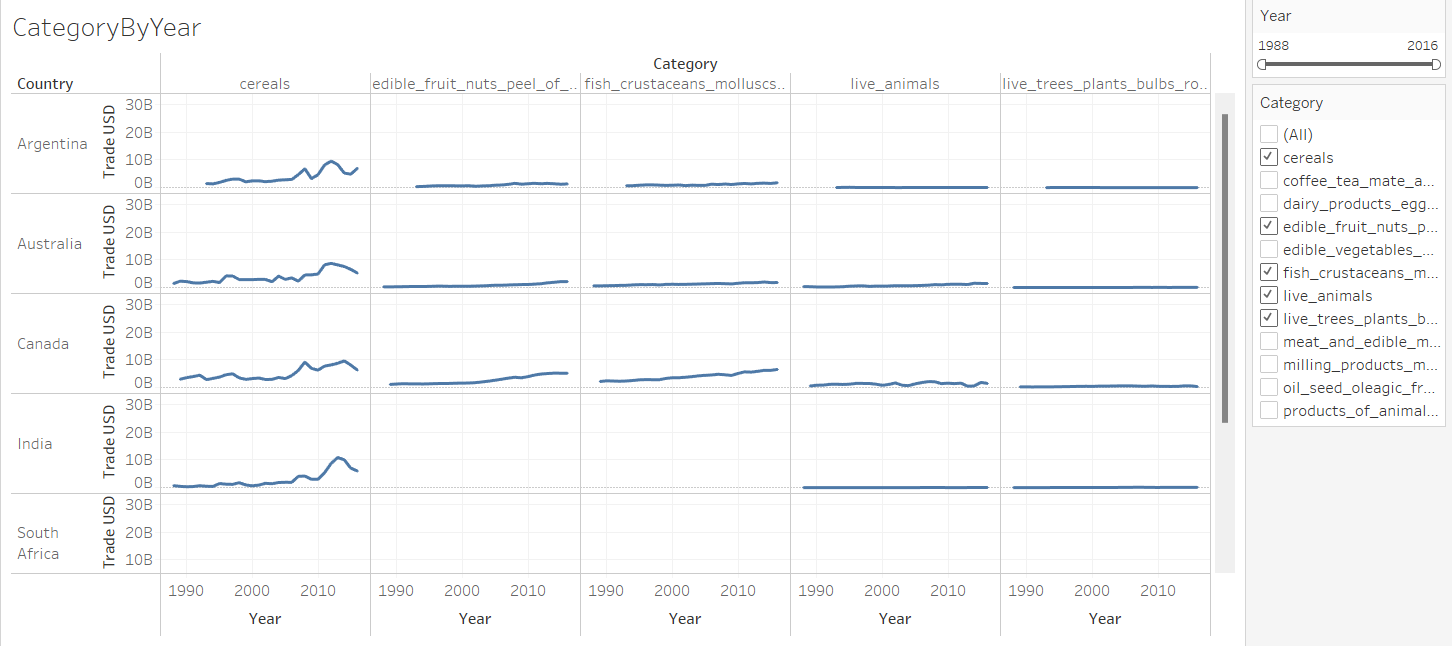 CategoryByYear
Category
Country
cereals
edible_fruit_nuts_peel_of_..
fish_crustaceans_molluscs..
live_animals
live_trees_plants_bulbs_ro..
Argentina
Trade USD
30B
20B
10B
0B
Australia
Trade USD
30B
20B
10B
0B
Canada
Trade USD
30B
20B
10B
0B
India
Trade USD
30B
20B
10B
0B
South
Africa
Trade USD
30B
20B
10B
1990 2000 2010
1990 2000 2010
1990 2000 2010
1990 2000 2010
1990 2000 2010
Year
Year
Year
Year
Year
Year
1988 2016
Category
(All)
cereals
coffee_tea_mate_a...
dairy_products_egg...
edible_fruit_nuts_p...
edible_vegetables_...
fish_crustaceans_m...
live_animals
live_trees_plants_b...
meat_and_edible_m...
milling_products_m...
oil_seed_oleagic_fr...
products_of_animal...